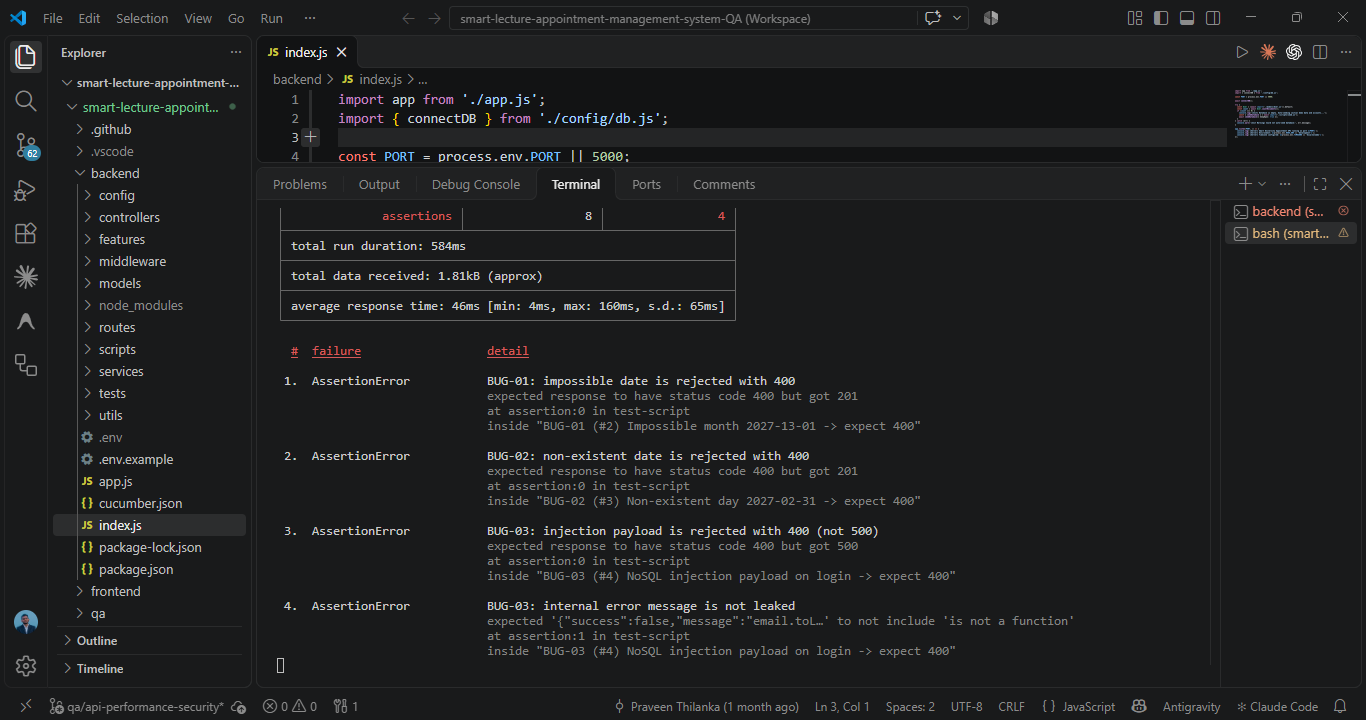 File Edit Selection View Go Run ···
smart-lecture-appointment-management-system-QA (Workspace)
Explorer
smart-lecture-appointment-...
smart-lecture-appoint...
.github
.vscode
backend
config
controllers
features
middleware
models
node_modules
routes
scripts
services
tests
utils
.env
.env.example
JS app.js
{} cucumber.json
JS index.js
{} package-lock.json
{} package.json
frontend
qa
Outline
Timeline
62
JS index.js
backend > JS index.js > ...
1 import app from './app.js';
2 import { connectDB } from './config/db.js';
3
4 const PORT = process.env.PORT || 5000;
Problems Output Debug Console Terminal Ports Comments
backend (s...
bash (smart...
assertions 8 4
total run duration: 584ms
total data received: 1.81kB (approx)
average response time: 46ms [min: 4ms, max: 160ms, s.d.: 65ms]
# failure detail
1. AssertionError BUG-01: impossible date is rejected with 400
expected response to have status code 400 but got 201
at assertion:0 in test-script
inside "BUG-01 (#2) Impossible month 2027-13-01 -> expect 400"
2. AssertionError BUG-02: non-existent date is rejected with 400
expected response to have status code 400 but got 201
at assertion:0 in test-script
inside "BUG-02 (#3) Non-existent day 2027-02-31 -> expect 400"
3. AssertionError BUG-03: injection payload is rejected with 400 (not 500)
expected response to have status code 400 but got 500
at assertion:0 in test-script
inside "BUG-03 (#4) NoSQL injection payload on login -> expect 400"
4. AssertionError BUG-03: internal error message is not leaked
expected '{"success":false,"message":"email.toL…' to not include 'is not a function'
at assertion:1 in test-script
inside "BUG-03 (#4) NoSQL injection payload on login -> expect 400"
qa/api-performance-security* 0 0 1 Praveen Thilanka (1 month ago) Ln 3, Col 1 Spaces: 2 UTF-8 CRLF {} JavaScript Antigravity Claude Code